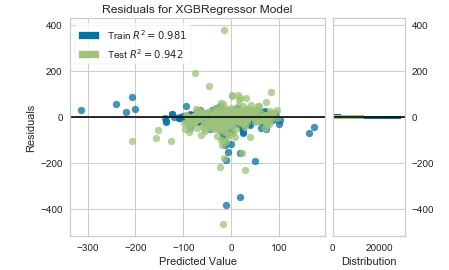 Residuals for XGBRegressor Model
Train R² = 0.981
Test R² = 0.942
400
200
0
−200
−400
Residuals
−300
−200
−100
0
100
Predicted Value
400
200
0
−200
−400
0
20000
Distribution